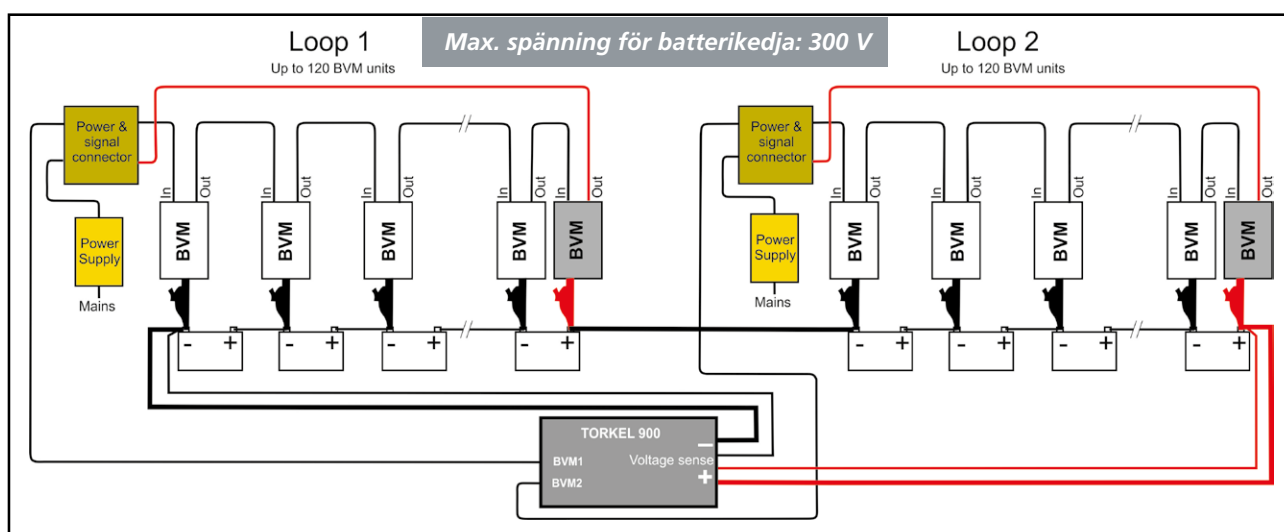 Max. spänning för batterikedja: 300 V
Loop 1
Up to 120 BVM units
Power &
signal
connector
Power
Supply
Mains
In
Out
In
Out
In
Out
In
Out
In
Out
BVM
BVM
BVM
BVM
BVM
- +
- +
- +
- +
Loop 2
Up to 120 BVM units
Power &
signal
connector
Power
Supply
Mains
In
Out
In
Out
In
Out
In
Out
In
Out
BVM
BVM
BVM
BVM
BVM
- +
- +
- +
- +
TORKEL 900
−
BVM1
Voltage sense
BVM2
+